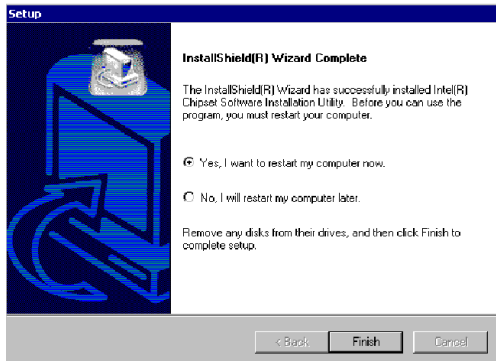 Setup
InstallShield(R) Wizard Complete
The InstallShield(R) Wizard has successfully installed Intel(R)
Chipset Software Installation Utility. Before you can use the
program, you must restart your computer.
Yes, I want to restart my computer now.
No, I will restart my computer later.
Remove any disks from their drives, and then click Finish to
complete setup.
< Back Finish Cancel